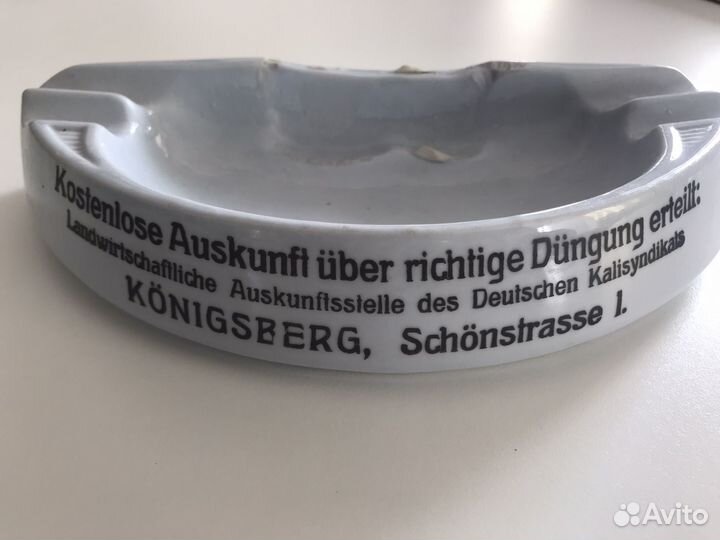 Kostenlose Auskunft über richtige Düngung erteilt:
Landwirtschaftliche Auskunftsstelle des Deutschen Kalisyndikats
KÖNIGSBERG, Schönstrasse 1.
Avito